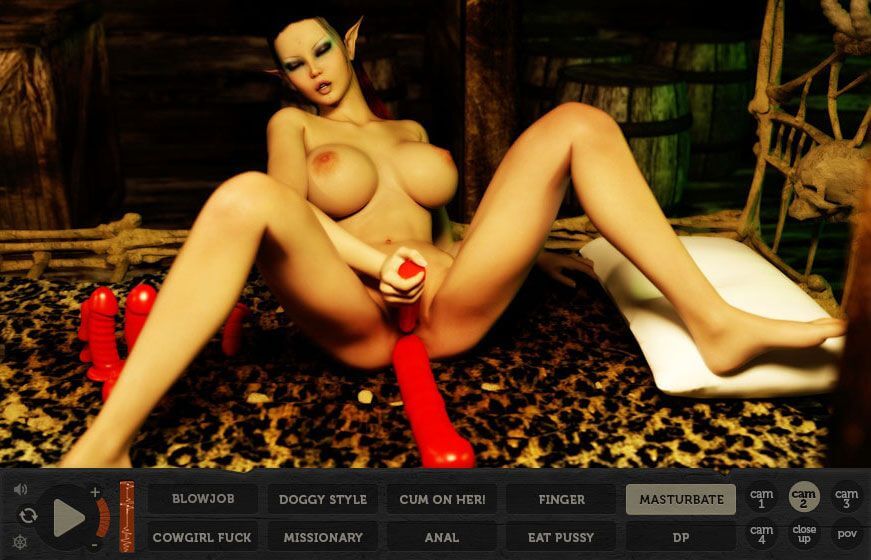 BLOWJOB DOGGY STYLE CUM ON HER! FINGER MASTURBATE cam 1 cam 2 cam 3
COWGIRL FUCK MISSIONARY ANAL EAT PUSSY DP cam 4 close up pov